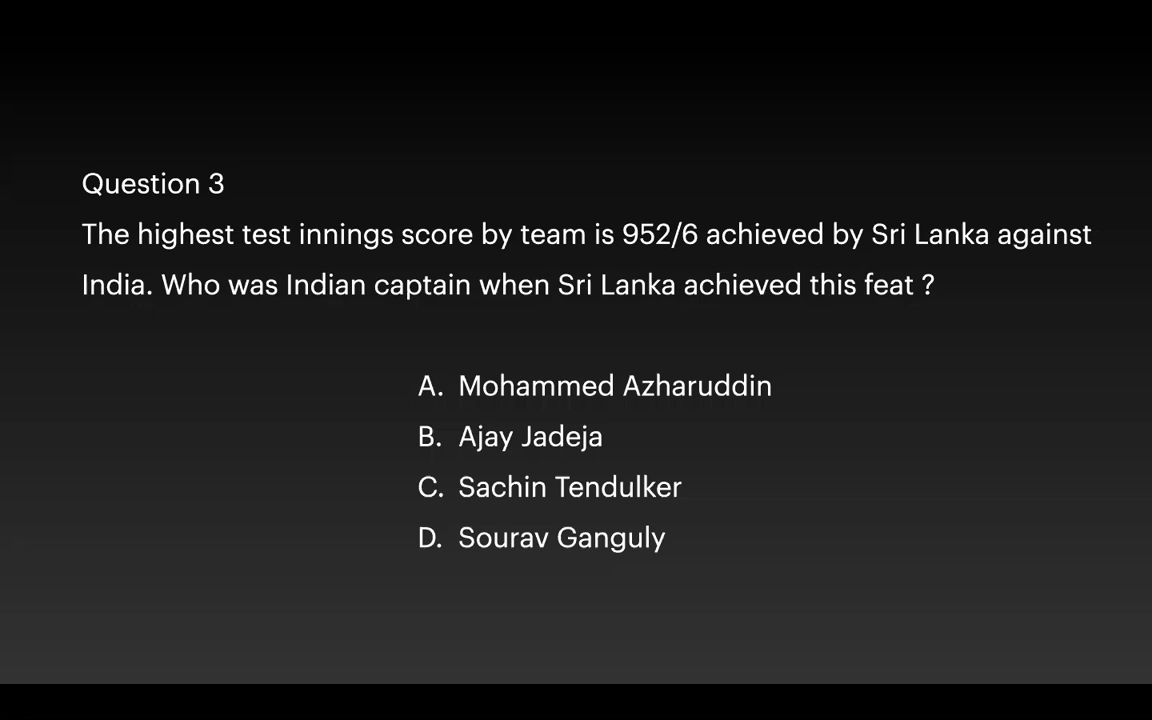 Question 3
The highest test innings score by team is 952/6 achieved by Sri Lanka against
India. Who was Indian captain when Sri Lanka achieved this feat ?
A. Mohammed Azharuddin
B. Ajay Jadeja
C. Sachin Tendulker
D. Sourav Ganguly